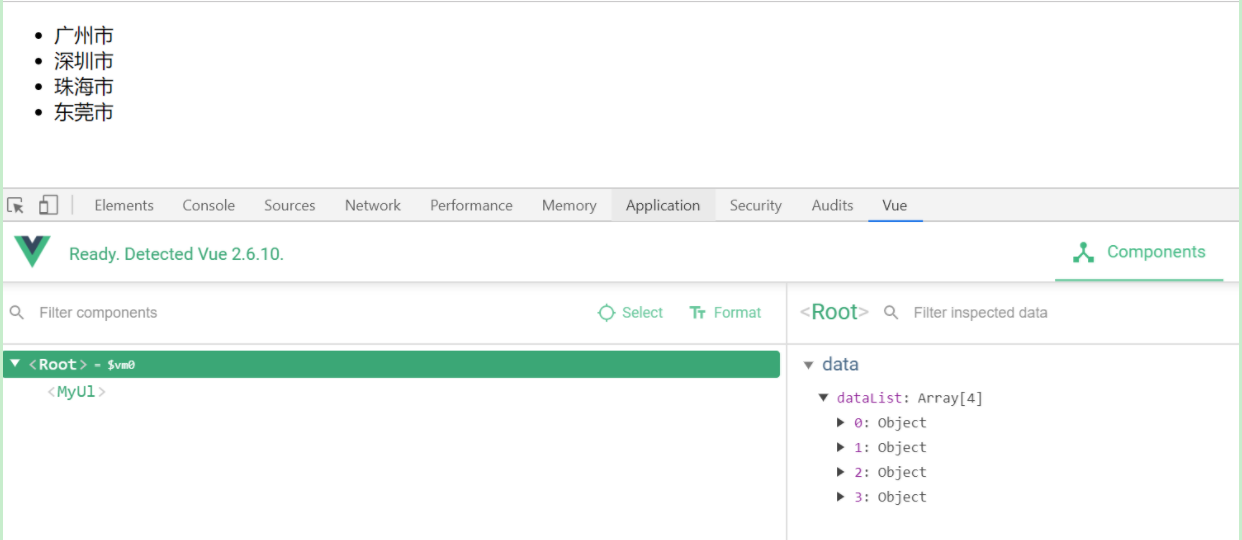 广州市
深圳市
珠海市
东莞市
Elements Console Sources Network Performance Memory Application Security Audits Vue
Ready. Detected Vue 2.6.10. Components
Filter components Select Format <Root> Filter inspected data
<Root> = $vm0
<MyUl>
data
dataList: Array[4]
0: Object
1: Object
2: Object
3: Object